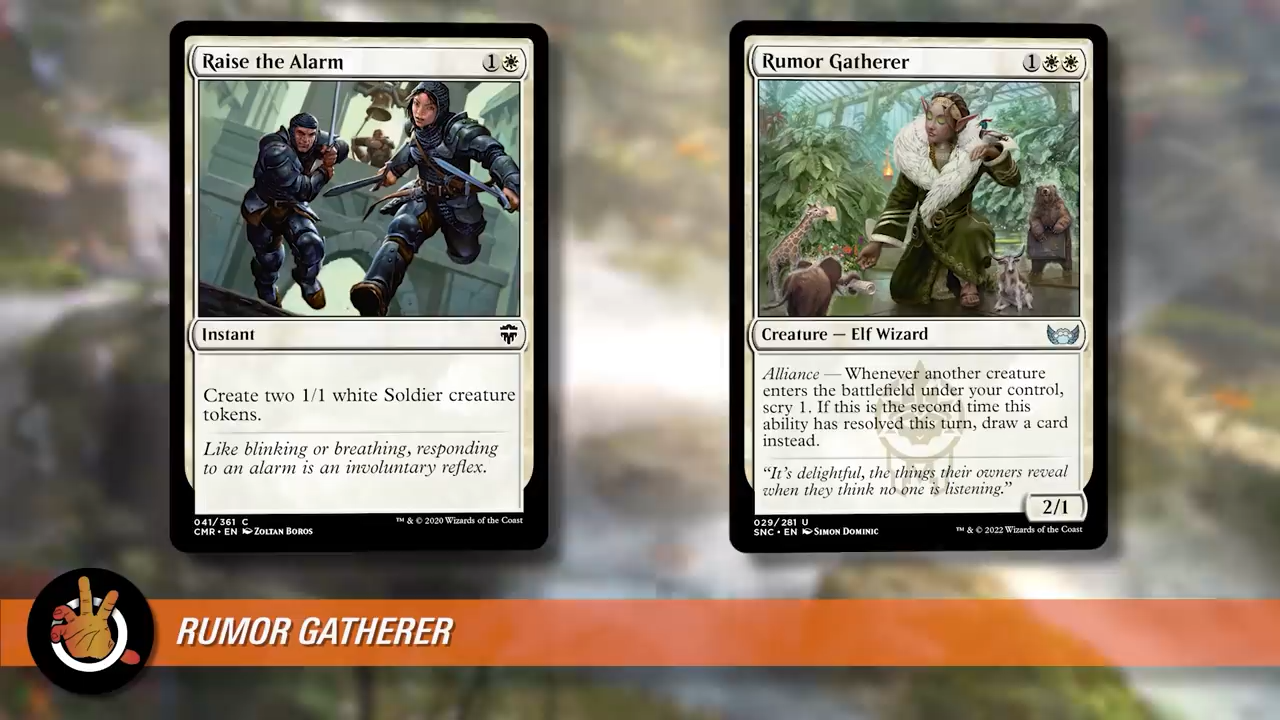 Raise the Alarm 1
Instant
Create two 1/1 white Soldier creature
tokens.
Like blinking or breathing, responding
to an alarm is an involuntary reflex.
041/361 C
CMR • EN Zoltan Boros
™ & © 2020 Wizards of the Coast
Rumor Gatherer 1
Creature — Elf Wizard
Alliance — Whenever another creature
enters the battlefield under your control,
scry 1. If this is the second time this
ability has resolved this turn, draw a card
instead.
"It's delightful, the things their owners reveal
when they think no one is listening."
2/1
029/281 U
SNC • EN Simon Dominic
™ & © 2022 Wizards of the Coast
RUMOR GATHERER